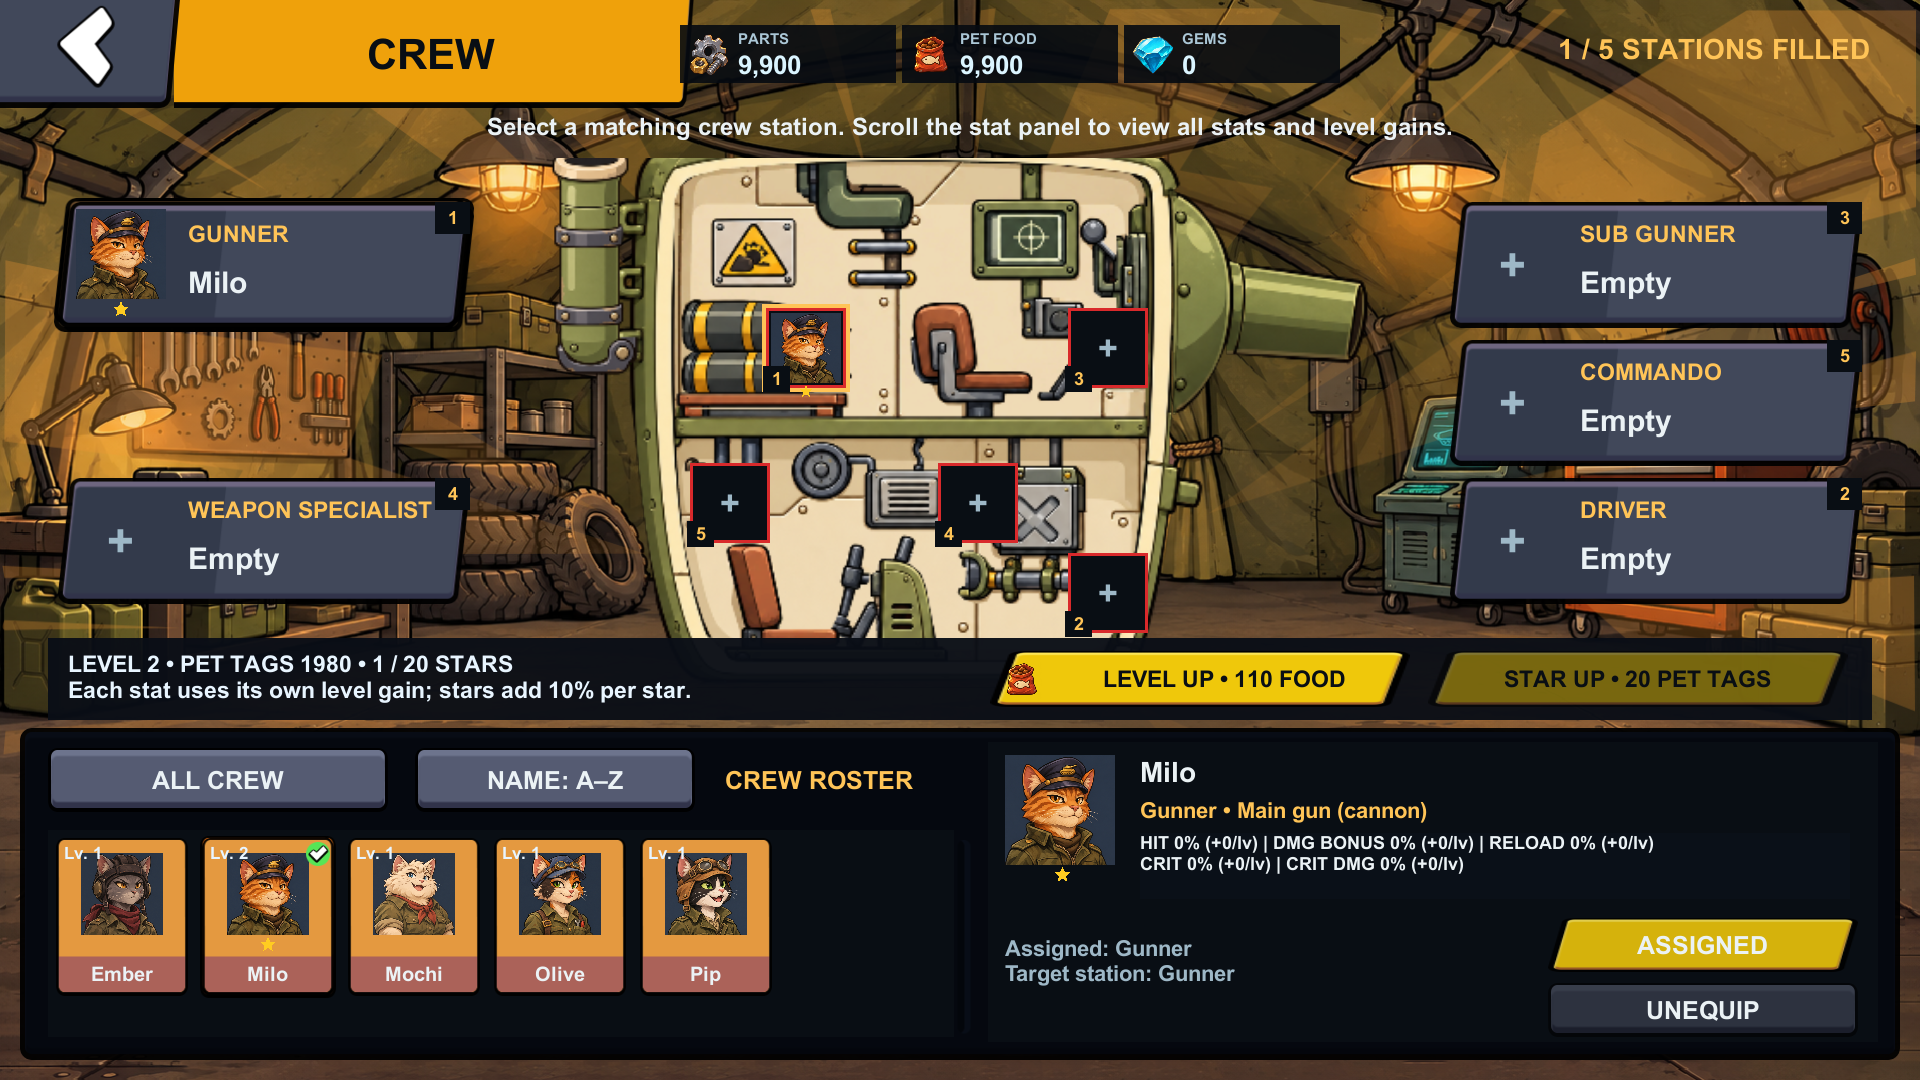 CREW
PARTS
9,900
PET FOOD
9,900
GEMS
0
1 / 5 STATIONS FILLED
Select a matching crew station. Scroll the stat panel to view all stats and level gains.
GUNNER
1
Milo
WEAPON SPECIALIST
4
Empty
SUB GUNNER
3
Empty
COMMANDO
5
Empty
DRIVER
2
Empty
1
+
3
+
5
+
4
+
2
LEVEL 2 • PET TAGS 1980 • 1 / 20 STARS
Each stat uses its own level gain; stars add 10% per star.
LEVEL UP • 110 FOOD
STAR UP • 20 PET TAGS
ALL CREW
NAME: A–Z
CREW ROSTER
Lv. 1
Ember
Lv. 2
Milo
Lv. 1
Mochi
Lv. 1
Olive
Lv. 1
Pip
Milo
Gunner • Main gun (cannon)
HIT 0% (+0/lv) | DMG BONUS 0% (+0/lv) | RELOAD 0% (+0/lv)
CRIT 0% (+0/lv) | CRIT DMG 0% (+0/lv)
Assigned: Gunner
Target station: Gunner
ASSIGNED
UNEQUIP